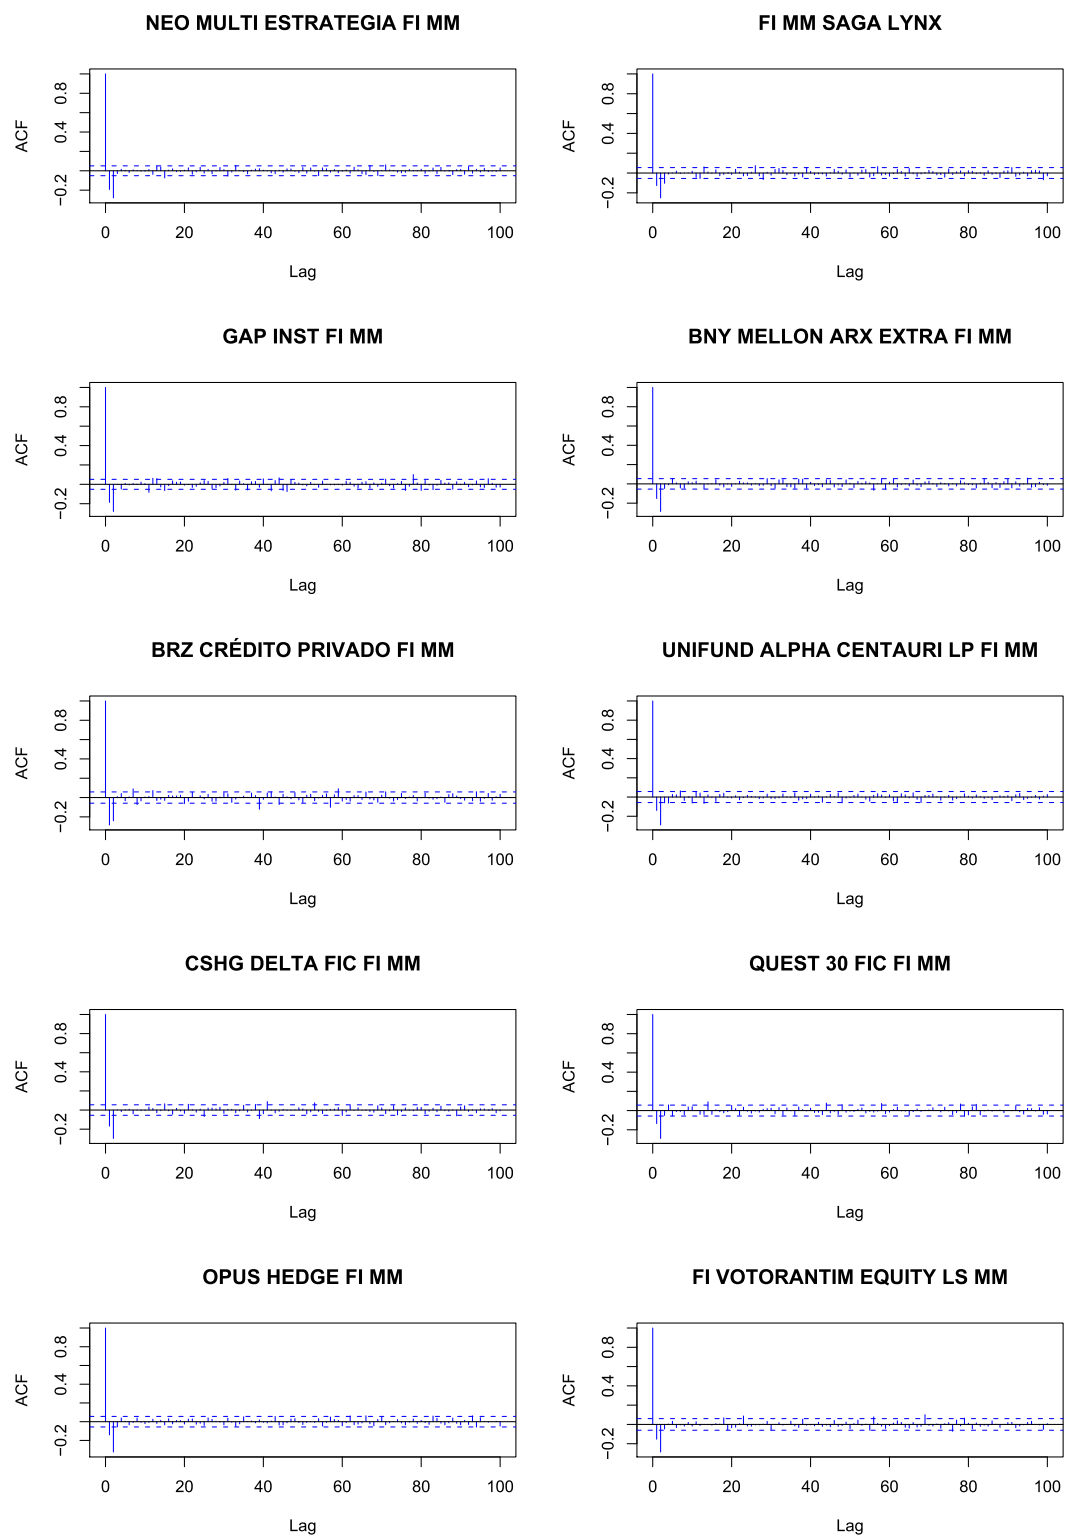 NEO MULTI ESTRATEGIA FI MM
ACF
0.8
0.4
−0.2
0 20 40 60 80 100
Lag
FI MM SAGA LYNX
ACF
0.8
0.4
−0.2
0 20 40 60 80 100
Lag
GAP INST FI MM
ACF
0.8
0.4
−0.2
0 20 40 60 80 100
Lag
BNY MELLON ARX EXTRA FI MM
ACF
0.8
0.4
−0.2
0 20 40 60 80 100
Lag
BRZ CRÉDITO PRIVADO FI MM
ACF
0.8
0.4
−0.2
0 20 40 60 80 100
Lag
UNIFUND ALPHA CENTAURI LP FI MM
ACF
0.8
0.4
−0.2
0 20 40 60 80 100
Lag
CSHG DELTA FIC FI MM
ACF
0.8
0.4
−0.2
0 20 40 60 80 100
Lag
QUEST 30 FIC FI MM
ACF
0.8
0.4
−0.2
0 20 40 60 80 100
Lag
OPUS HEDGE FI MM
ACF
0.8
0.4
−0.2
0 20 40 60 80 100
Lag
FI VOTORANTIM EQUITY LS MM
ACF
0.8
0.4
−0.2
0 20 40 60 80 100
Lag